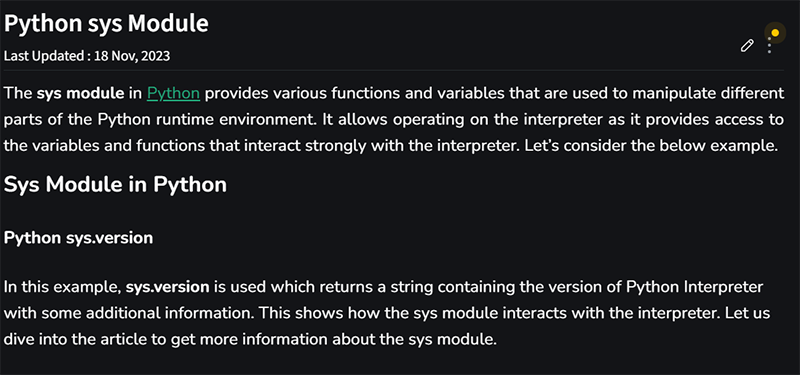 Python sys Module
Last Updated : 18 Nov, 2023
The sys module in Python provides various functions and variables that are used to manipulate different
parts of the Python runtime environment. It allows operating on the interpreter as it provides access to
the variables and functions that interact strongly with the interpreter. Let’s consider the below example.
Sys Module in Python
Python sys.version
In this example, sys.version is used which returns a string containing the version of Python Interpreter
with some additional information. This shows how the sys module interacts with the interpreter. Let us
dive into the article to get more information about the sys module.